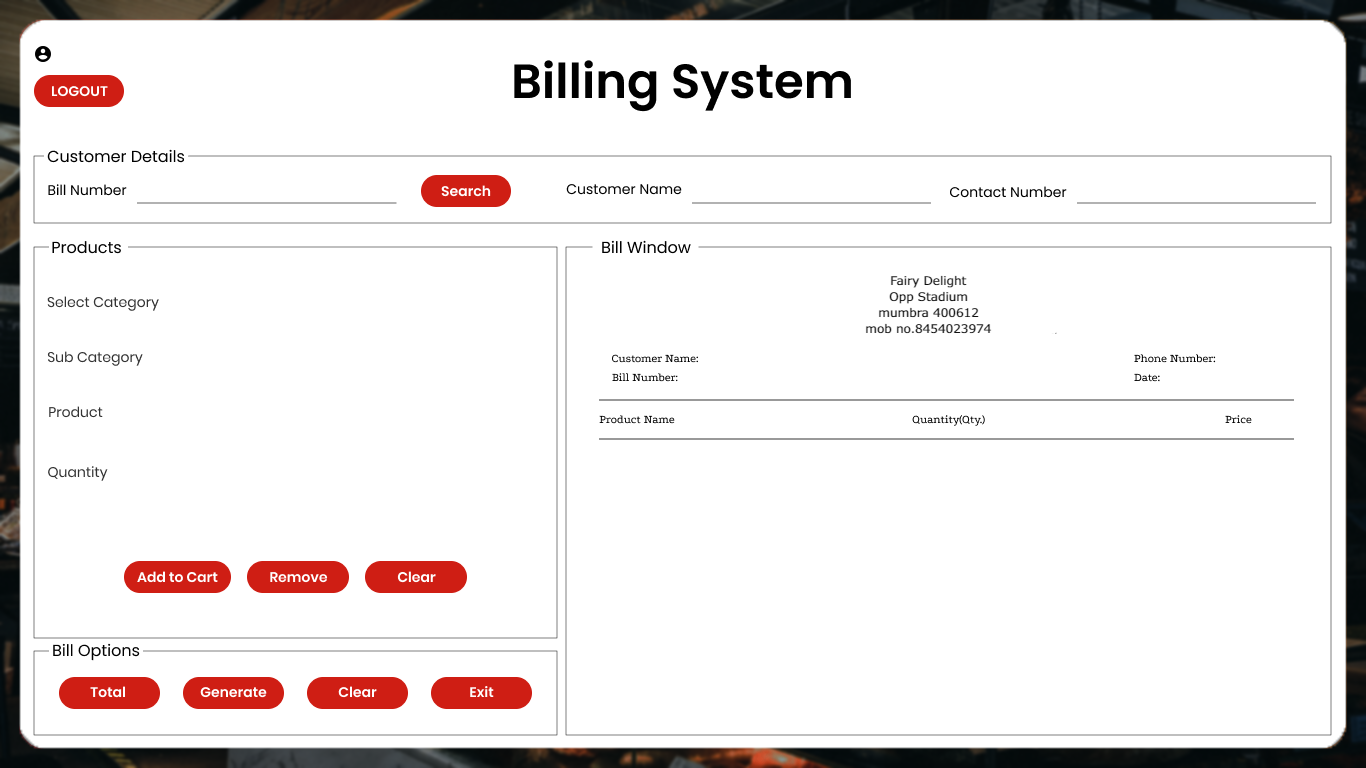 Billing System
LOGOUT
Customer Details
Bill Number
Search
Customer Name
Contact Number
Products
Select Category
Sub Category
Product
Quantity
Add to Cart
Remove
Clear
Bill Options
Total
Generate
Clear
Exit
Bill Window
Fairy Delight
Opp Stadium
mumbra 400612
mob no.8454023974
Customer Name:
Phone Number:
Bill Number:
Date:
Product Name
Quantity(Qty.)
Price